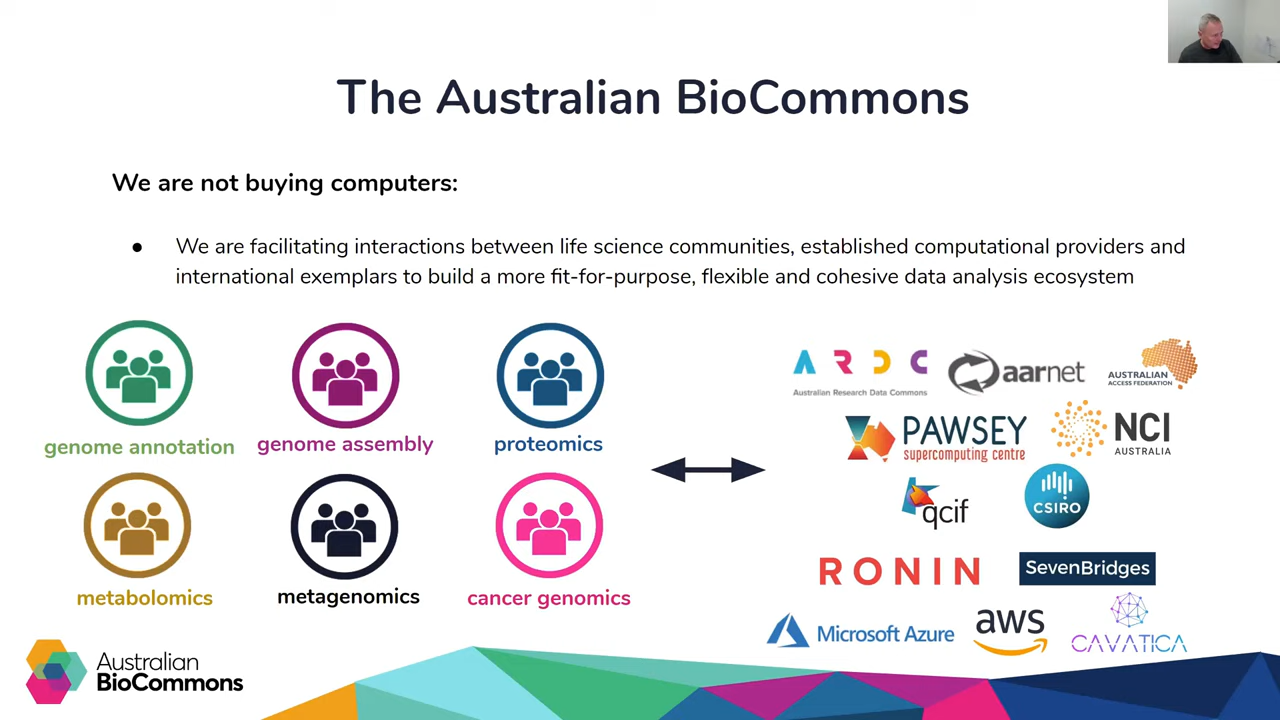 The Australian BioCommons
We are not buying computers:
● We are facilitating interactions between life science communities, established computational providers and
international exemplars to build a more fit-for-purpose, flexible and cohesive data analysis ecosystem
genome annotation
genome assembly
proteomics
metabolomics
metagenomics
cancer genomics
ARDC
Australian Research Data Commons
aarnet
AUSTRALIAN
ACCESS FEDERATION
PAWSEY
supercomputing centre
NCI
AUSTRALIA
qcif
CSIRO
RONIN
SevenBridges
Microsoft Azure
aws
CAVATICA
Australian
BioCommons